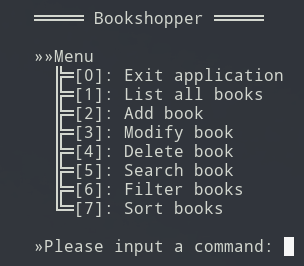 ═════ Bookshopper ═════
»»Menu
╠═[0]: Exit application
╠═[1]: List all books
╠═[2]: Add book
╠═[3]: Modify book
╠═[4]: Delete book
╠═[5]: Search book
╠═[6]: Filter books
╚═[7]: Sort books
»Please input a command: